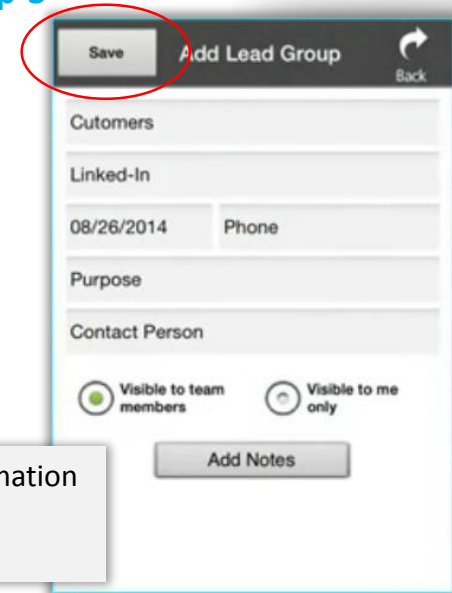 Save Add Lead Group Back
Cutomers
Linked-In
08/26/2014 Phone
Purpose
Contact Person
Visible to team members
Visible to me only
Add Notes